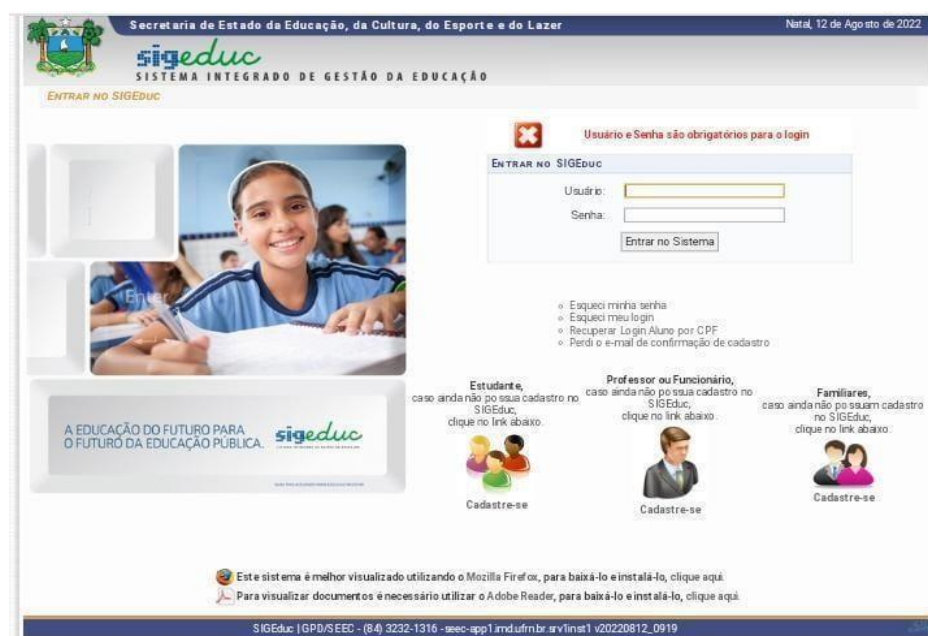 Secretaria de Estado da Educação, da Cultura, do Esporte e do Lazer
Natal, 12 de Agosto de 2022
sigeduc
SISTEMA INTEGRADO DE GESTÃO DA EDUCAÇÃO
ENTRAR NO SIGEDUC
Usuário e Senha são obrigatórios para o login
ENTRAR NO SIGEDUC
Usuário:
Senha:
Entrar no Sistema
Enter
Esqueci minha senha
Esqueci meu login
Recuperar Login Aluno por CPF
Perdi o e-mail de confirmação de cadastro
A EDUCAÇÃO DO FUTURO PARA
O FUTURO DA EDUCAÇÃO PÚBLICA.
sigeduc
Estudante,
caso ainda não possua cadastro no
SIGEduc,
clique no link abaixo.
Cadastre-se
Professor ou Funcionário,
caso ainda não possua cadastro no
SIGEduc,
clique no link abaixo.
Cadastre-se
Familiares,
caso ainda não possuam cadastro
no SIGEduc,
clique no link abaixo.
Cadastre-se
Este sistema é melhor visualizado utilizando o Mozilla Firefox, para baixá-lo e instalá-lo, clique aqui.
Para visualizar documentos é necessário utilizar o Adobe Reader, para baixá-lo e instalá-lo, clique aqui.
SIGEduc | GPD/SEEC - (84) 3232-1316 - seec-app1.imd.ufrn.br.srv1inst1 v20220812_0919